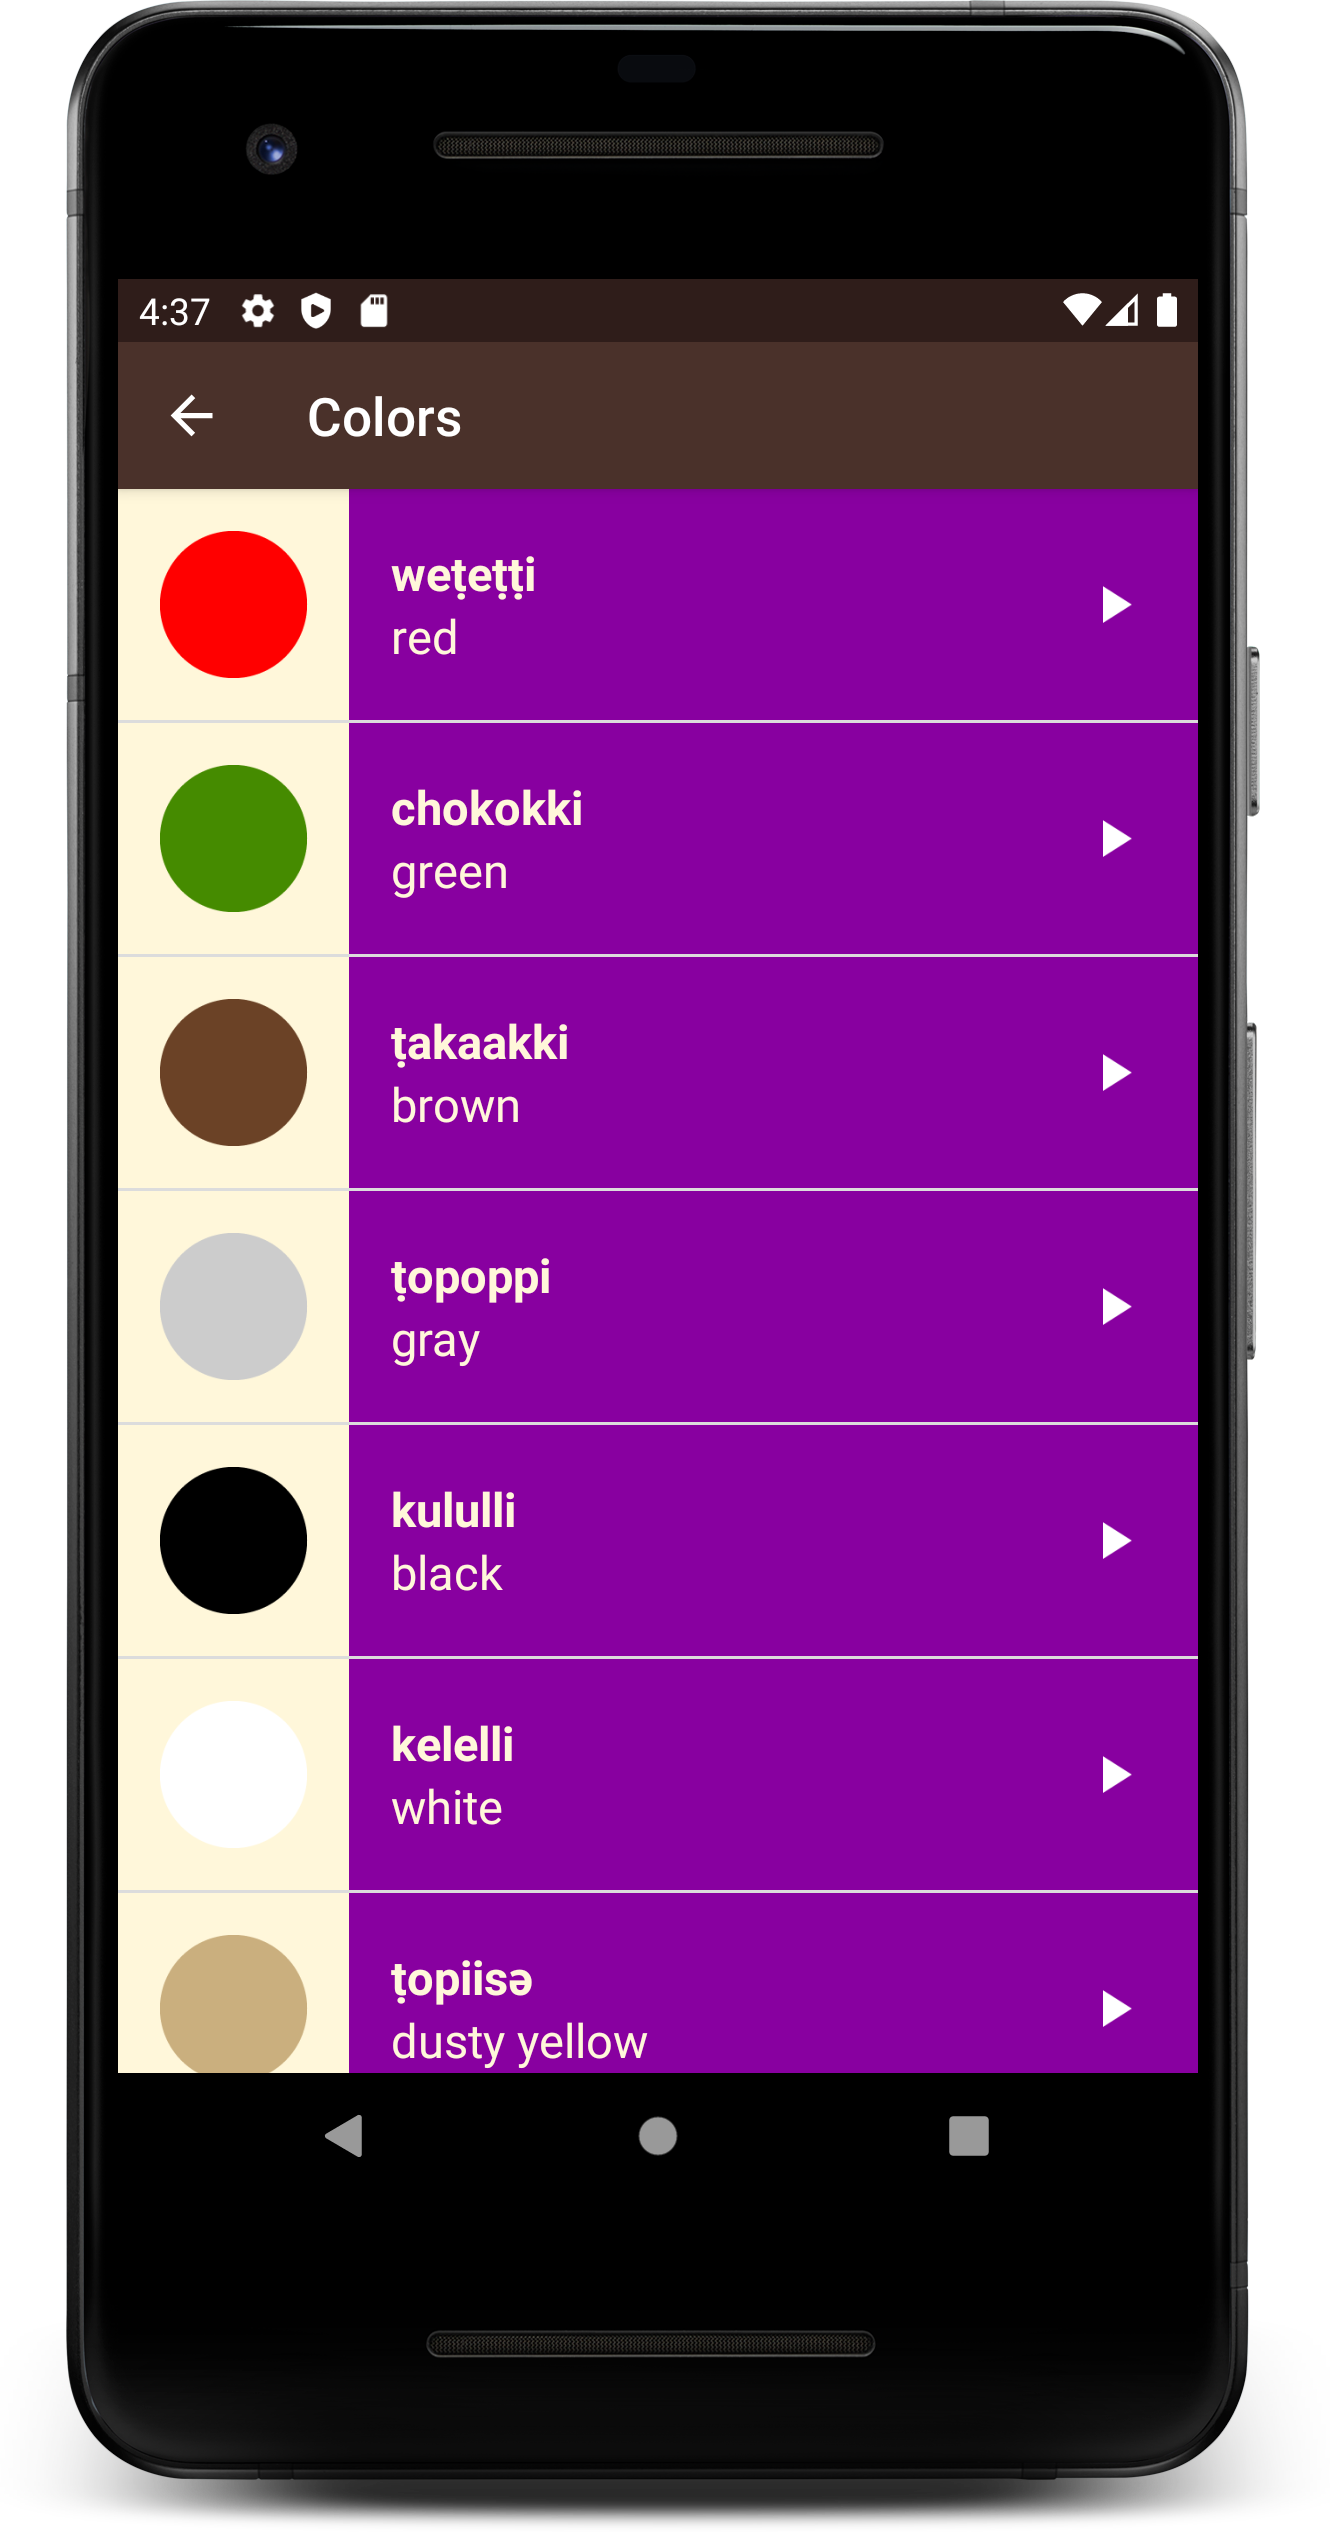 4:37
Colors
weṭeṭṭi
red
chokokki
green
ṭakaakki
brown
ṭopoppi
gray
kululli
black
kelelli
white
ṭopiisə
dusty yellow